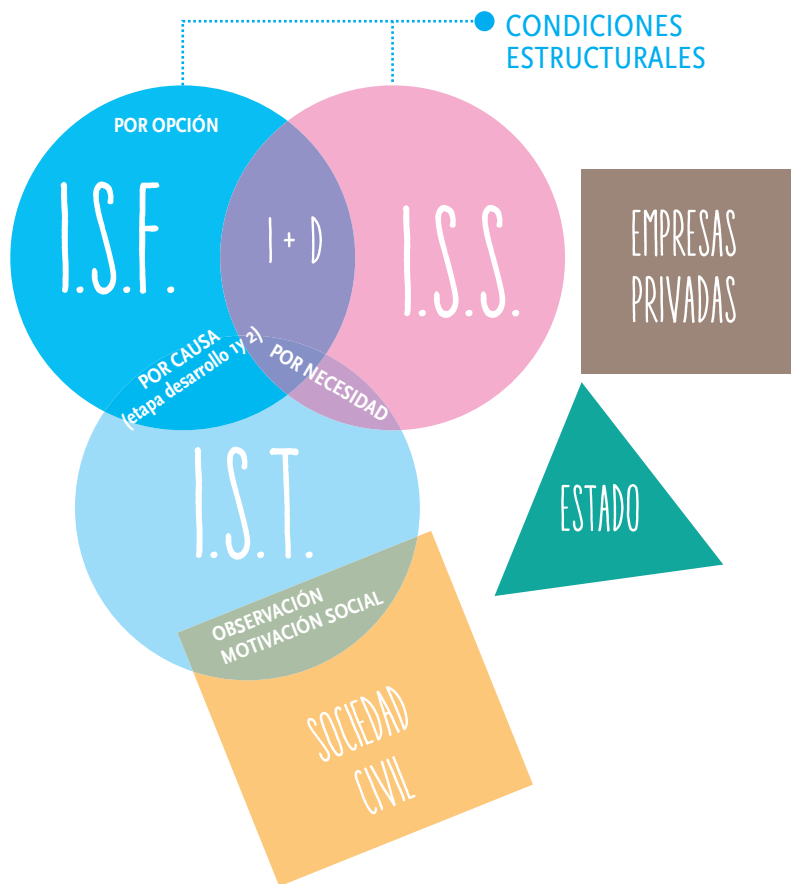 CONDICIONES
ESTRUCTURALES
POR OPCIÓN
I.S.F.
I + D
I.S.S.
EMPRESAS
PRIVADAS
POR CAUSA
(etapa desarrollo 1y 2)
POR NECESIDAD
I.S.T.
ESTADO
OBSERVACIÓN
MOTIVACIÓN SOCIAL
SOCIEDAD
CIVIL